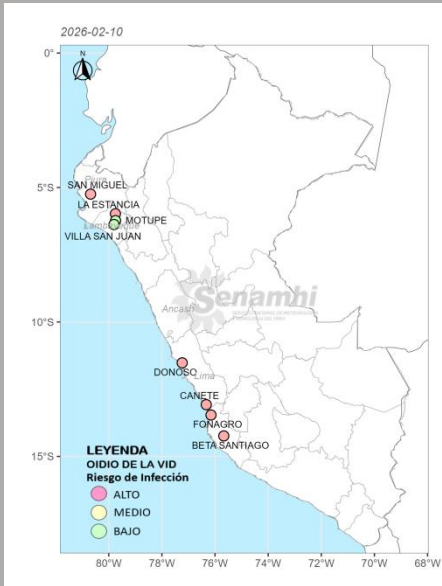 2026-02-10
N
0°
Piura
SAN MIGUEL
5°S
LA ESTANCIA
MOTUPE
VILLA SAN JUAN
Senamhi
Ancash
10°S
DONOSO
Lima
CANETE
FONAGRO
BETA SANTIAGO
LEYENDA
OIDIO DE LA VID
15°S
Riesgo de Infección
ALTO
MEDIO
BAJO
80°W 78°W 76°W 74°W 72°W 70°W 68°W